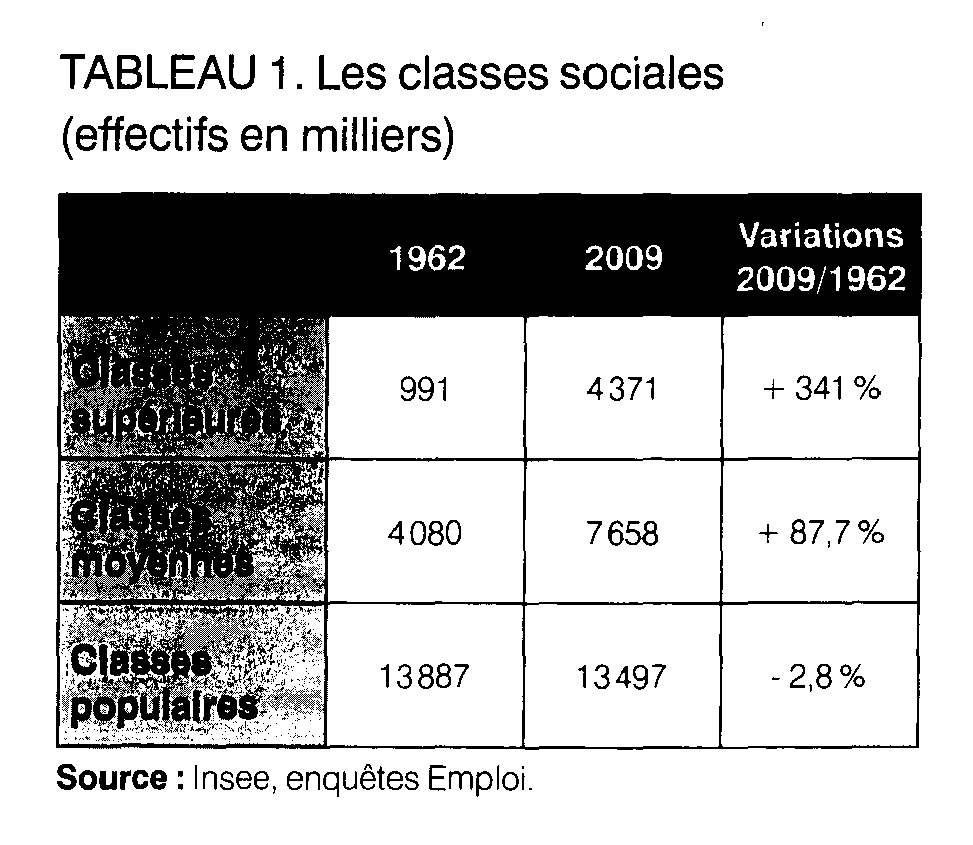 TABLEAU 1. Les classes sociales
(effectifs en milliers)
1962 2009 Variations 2009/1962
Classes supérieures 991 4371 + 341 %
Classes moyennes 4080 7658 + 87,7 %
Classes populaires 13887 13497 - 2,8 %
Source : Insee, enquêtes Emploi.